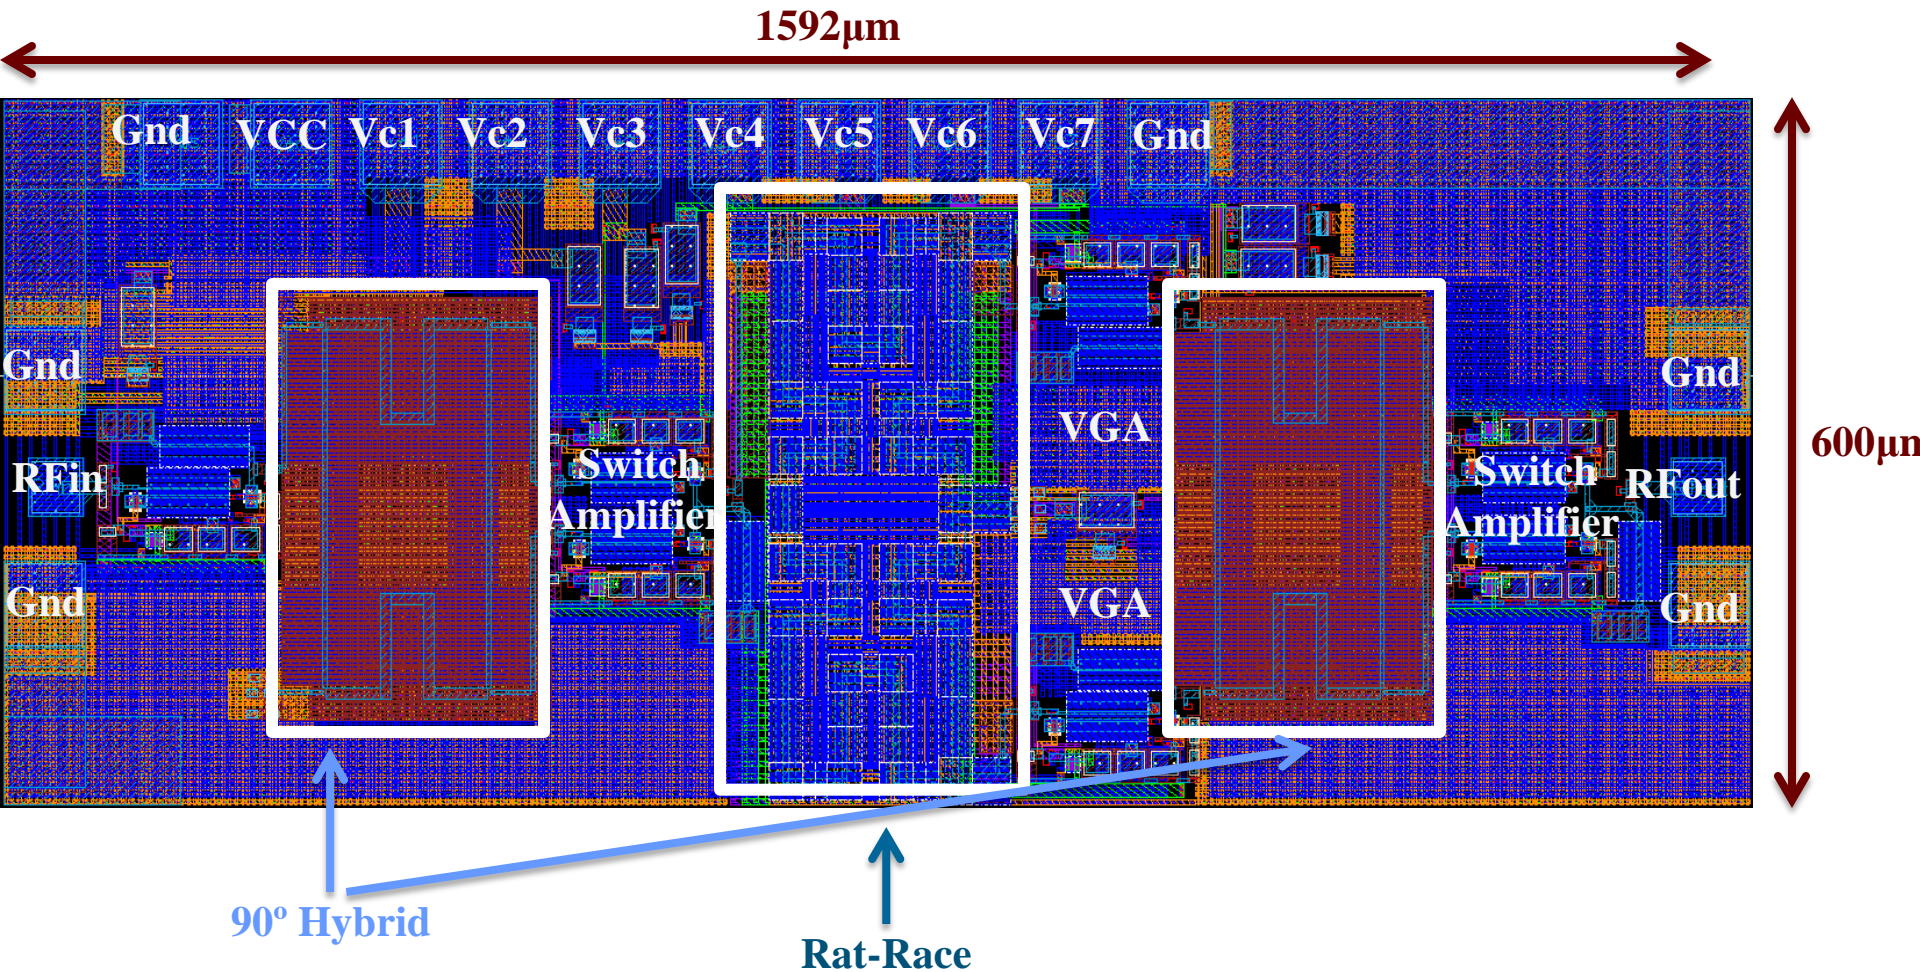 1592μm
Gnd VCC Vc1 Vc2 Vc3 Vc4 Vc5 Vc6 Vc7 Gnd
Gnd
Gnd
VGA
600μm
Switch
Amplifier
Switch
Amplifier
RFin
RFout
Gnd
VGA
Gnd
90º Hybrid
Rat-Race